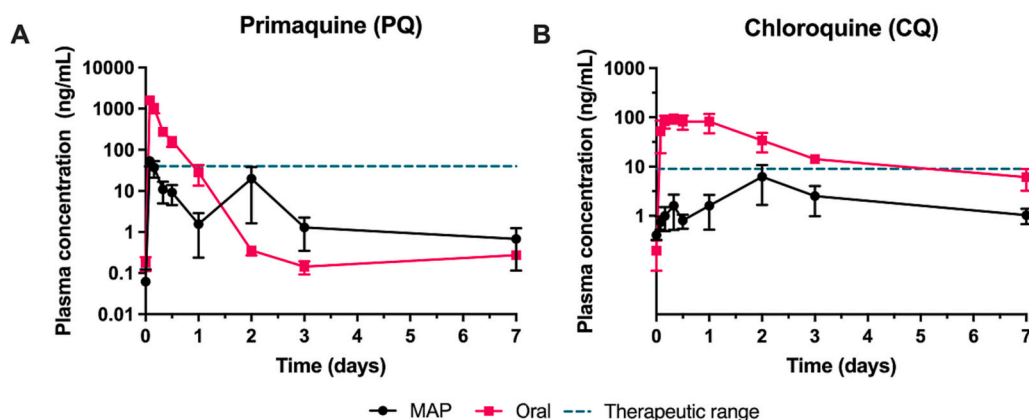 A
Primaquine (PQ)
Plasma concentration (ng/mL)
10000
1000
100
10
1
0.1
0.01
0 1 2 3 4 5 6 7
Time (days)
B
Chloroquine (CQ)
Plasma concentration (ng/mL)
1000
100
10
1
0 1 2 3 4 5 6 7
Time (days)
MAP Oral Therapeutic range